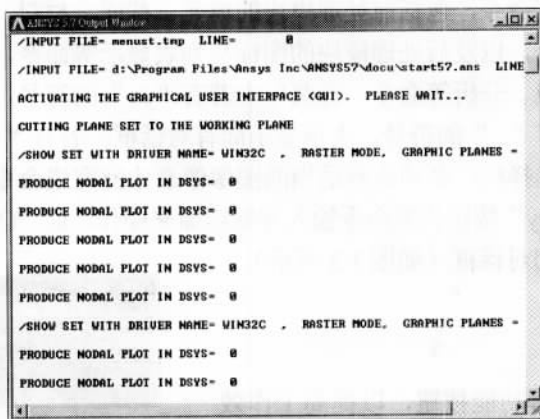 ANSYS 5.7 Output Window
/INPUT FILE= menust.tmp LINE= 0
/INPUT FILE= d:\Program Files\Ansys Inc\ANSYS57\docu\start57.ans LINE
ACTIVATING THE GRAPHICAL USER INTERFACE (GUI). PLEASE WAIT...
CUTTING PLANE SET TO THE WORKING PLANE
/SHOW SET WITH DRIVER NAME= WIN32C , RASTER MODE, GRAPHIC PLANES =
PRODUCE NODAL PLOT IN DSYS= 0
PRODUCE NODAL PLOT IN DSYS= 0
PRODUCE NODAL PLOT IN DSYS= 0
PRODUCE NODAL PLOT IN DSYS= 0
PRODUCE NODAL PLOT IN DSYS= 0
/SHOW SET WITH DRIVER NAME= WIN32C , RASTER MODE, GRAPHIC PLANES =
PRODUCE NODAL PLOT IN DSYS= 0
PRODUCE NODAL PLOT IN DSYS= 0